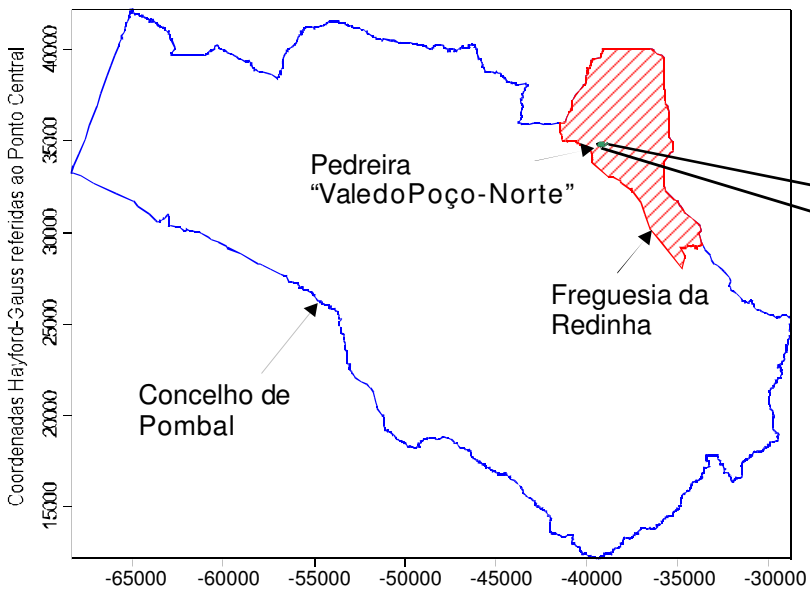 Coordenadas Hayford-Gauss referidas ao Ponto Central
40000
35000
30000
25000
20000
15000
Pedreira
“ValedoPoço-Norte”
Freguesia da
Redinha
Concelho de
Pombal
-65000 -60000 -55000 -50000 -45000 -40000 -35000 -30000